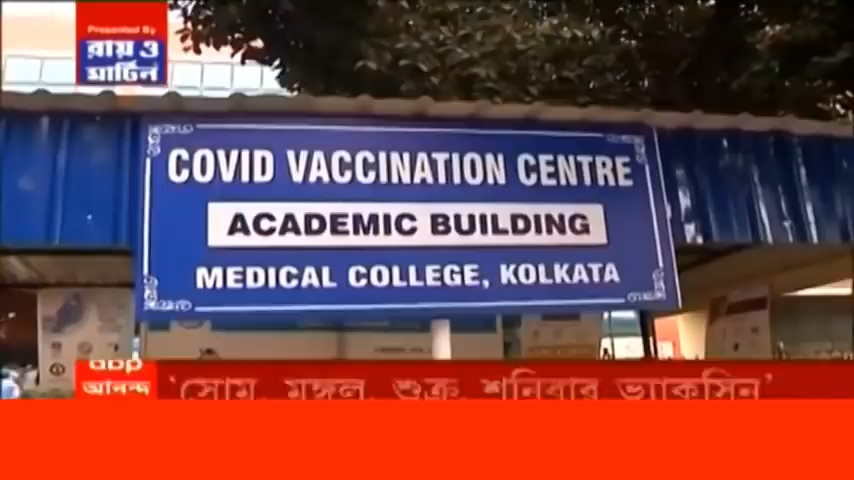 Presented By
রায় ও
মার্টিন
COVID VACCINATION CENTRE
ACADEMIC BUILDING
MEDICAL COLLEGE, KOLKATA
abp
আনন্দ
'সোম, মঙ্গল, শুক্র, শনিবার ভ্যাকসিন'